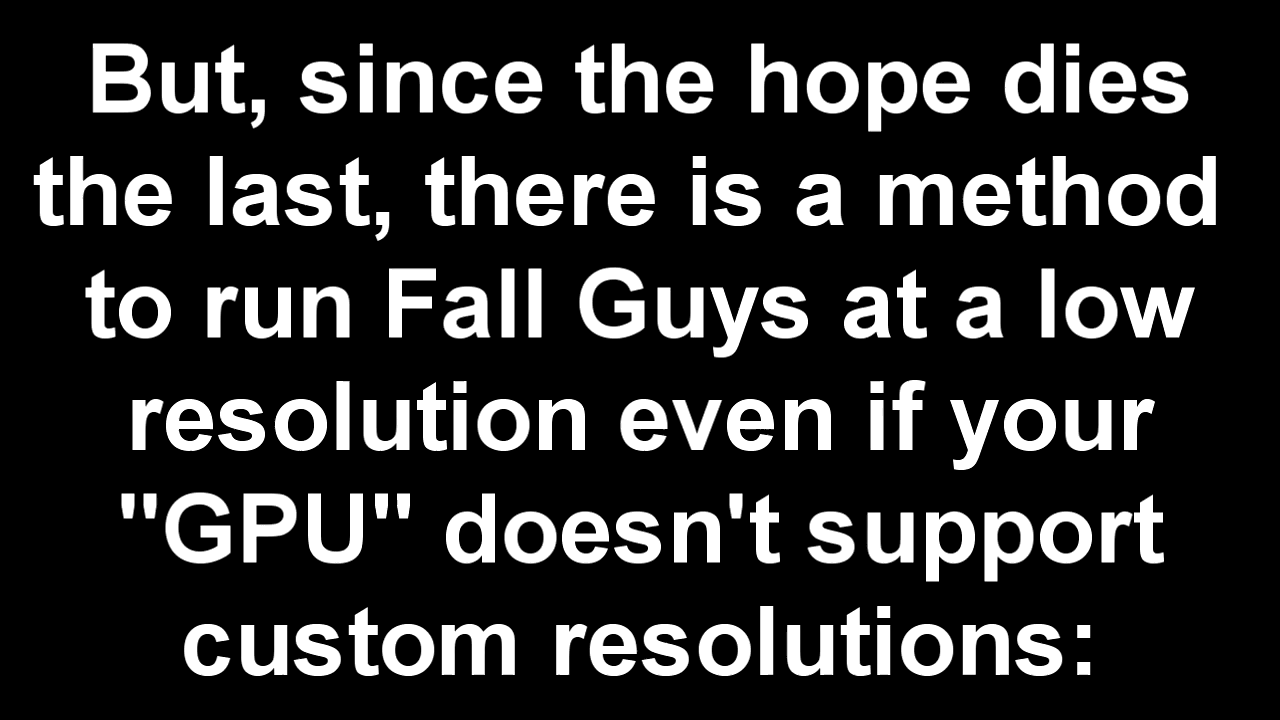 But, since the hope dies
the last, there is a method
to run Fall Guys at a low
resolution even if your
"GPU" doesn't support
custom resolutions: